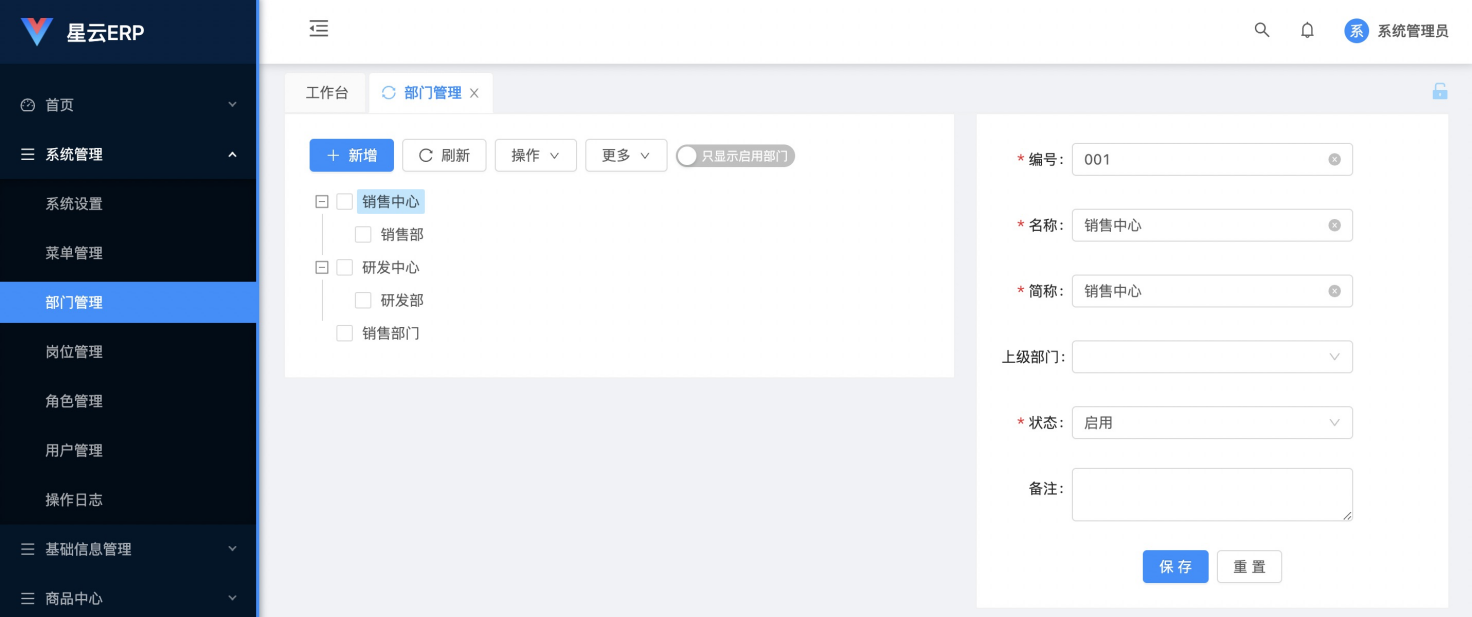 星云ERP
系统管理员
首页
系统管理
系统设置
菜单管理
部门管理
岗位管理
角色管理
用户管理
操作日志
基础信息管理
商品中心
工作台
部门管理
新增
刷新
操作
更多
只显示启用部门
销售中心
销售部
研发中心
研发部
销售部门
* 编号: 001
* 名称: 销售中心
* 简称: 销售中心
上级部门:
* 状态: 启用
备注:
保 存
重 置
系